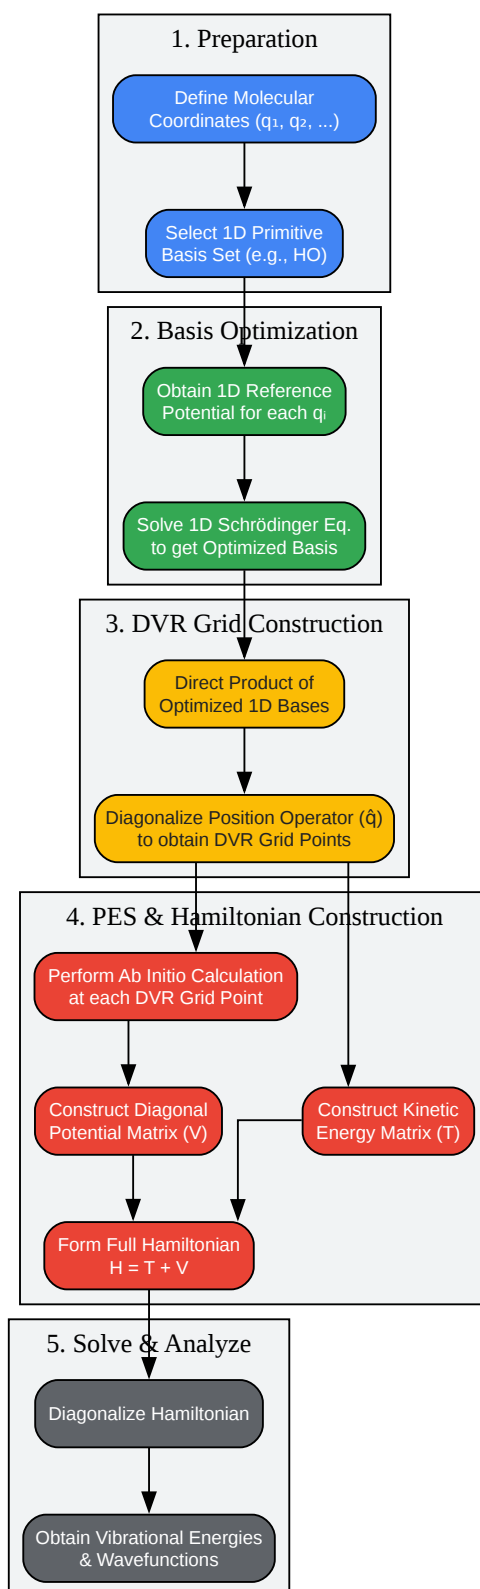 1. Preparation
Define Molecular
Coordinates (q₁, q₂, ...)
Select 1D Primitive
Basis Set (e.g., HO)
2. Basis Optimization
Obtain 1D Reference
Potential for each qᵢ
Solve 1D Schrödinger Eq.
to get Optimized Basis
3. DVR Grid Construction
Direct Product of
Optimized 1D Bases
Diagonalize Position Operator (q̂)
to obtain DVR Grid Points
4. PES & Hamiltonian Construction
Perform Ab Initio Calculation
at each DVR Grid Point
Construct Diagonal
Potential Matrix (V)
Construct Kinetic
Energy Matrix (T)
Form Full Hamiltonian
H = T + V
5. Solve & Analyze
Diagonalize Hamiltonian
Obtain Vibrational Energies
& Wavefunctions